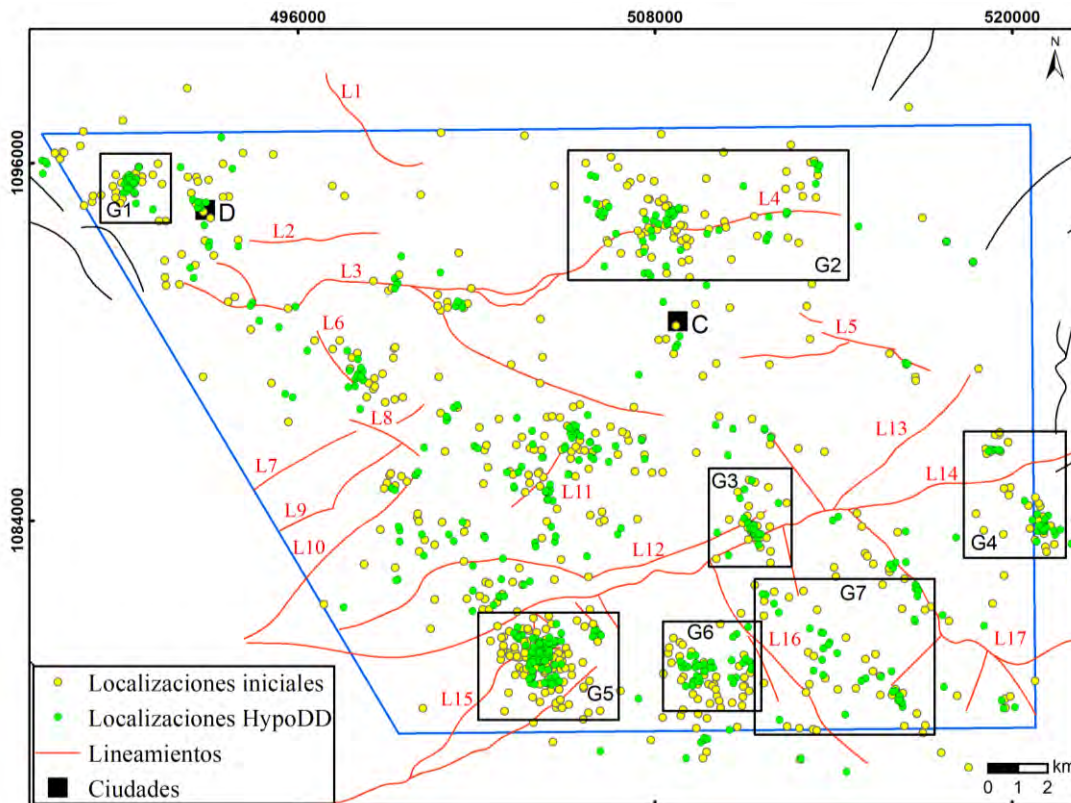 496000 508000 520000
N
L1
1096000
G1
D
L4
L2
G2
L3
C
L6
L5
L8
L13
L7
L14
G3
L11
1084000
L9
G4
L10
L12
G7
G6
L16
L17
L15
G5
Localizaciones iniciales
Localizaciones HypoDD
Lineamientos
Ciudades
km
0 1 2